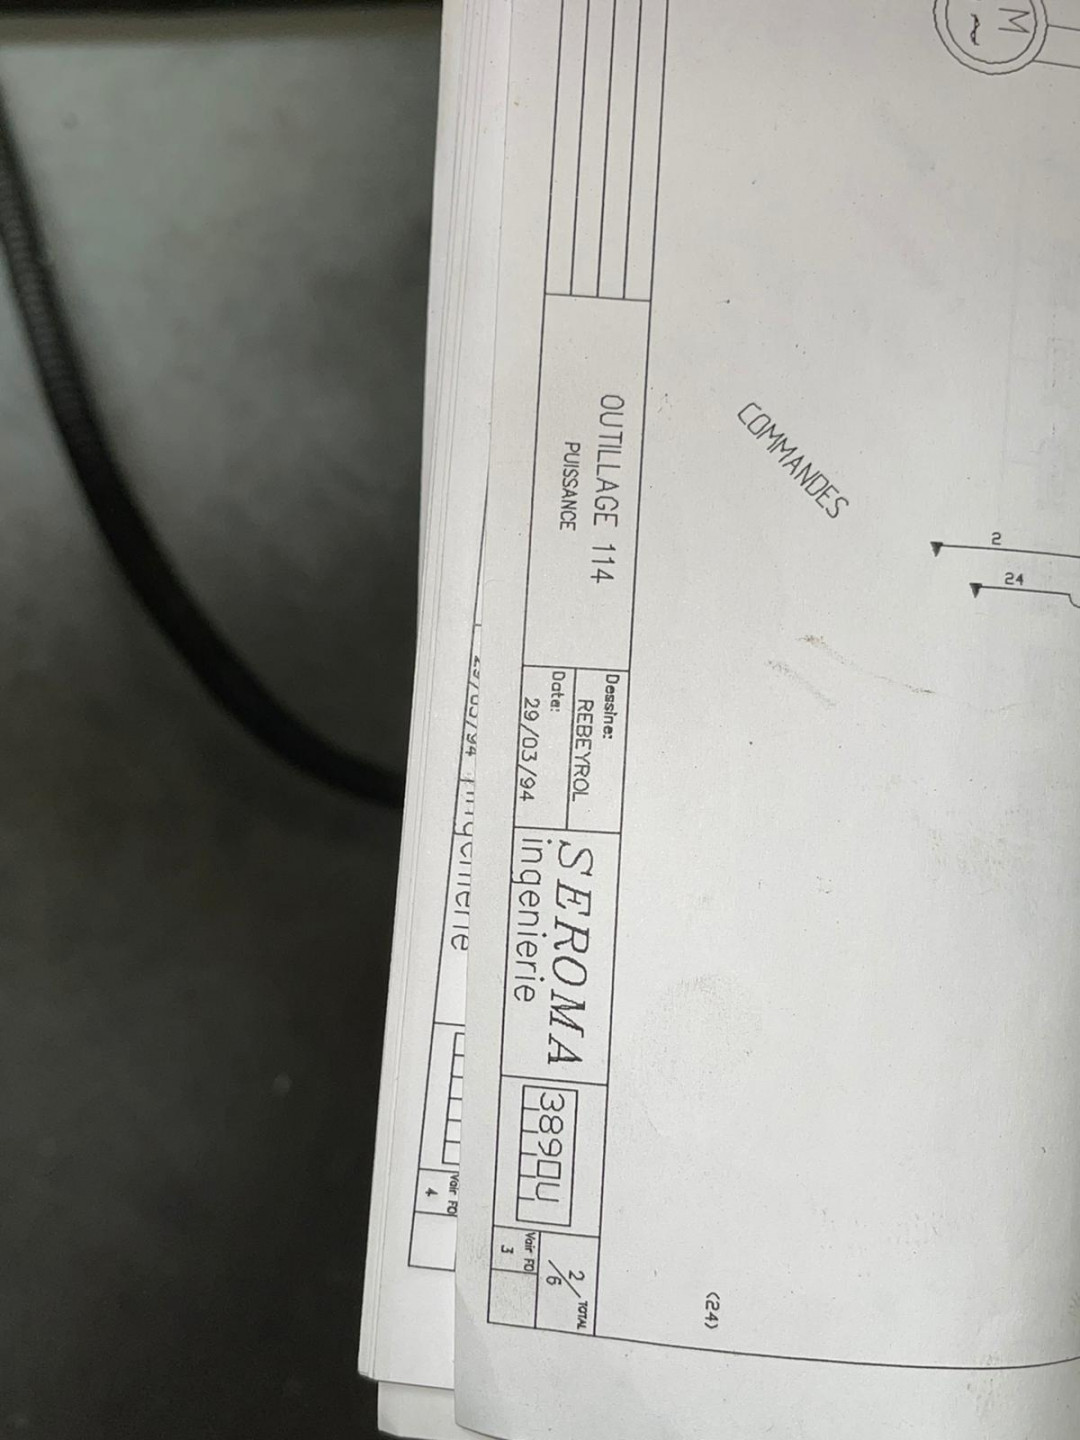 M
~
COMMANDES
2
24
(24)
OUTILLAGE 114
PUISSANCE
Dessine:
REBEYROL
Date:
29/03/94
SEROMA
ingenierie
2/6
TOTAL
Voir FO
3
ingenierie
Voir FO
4